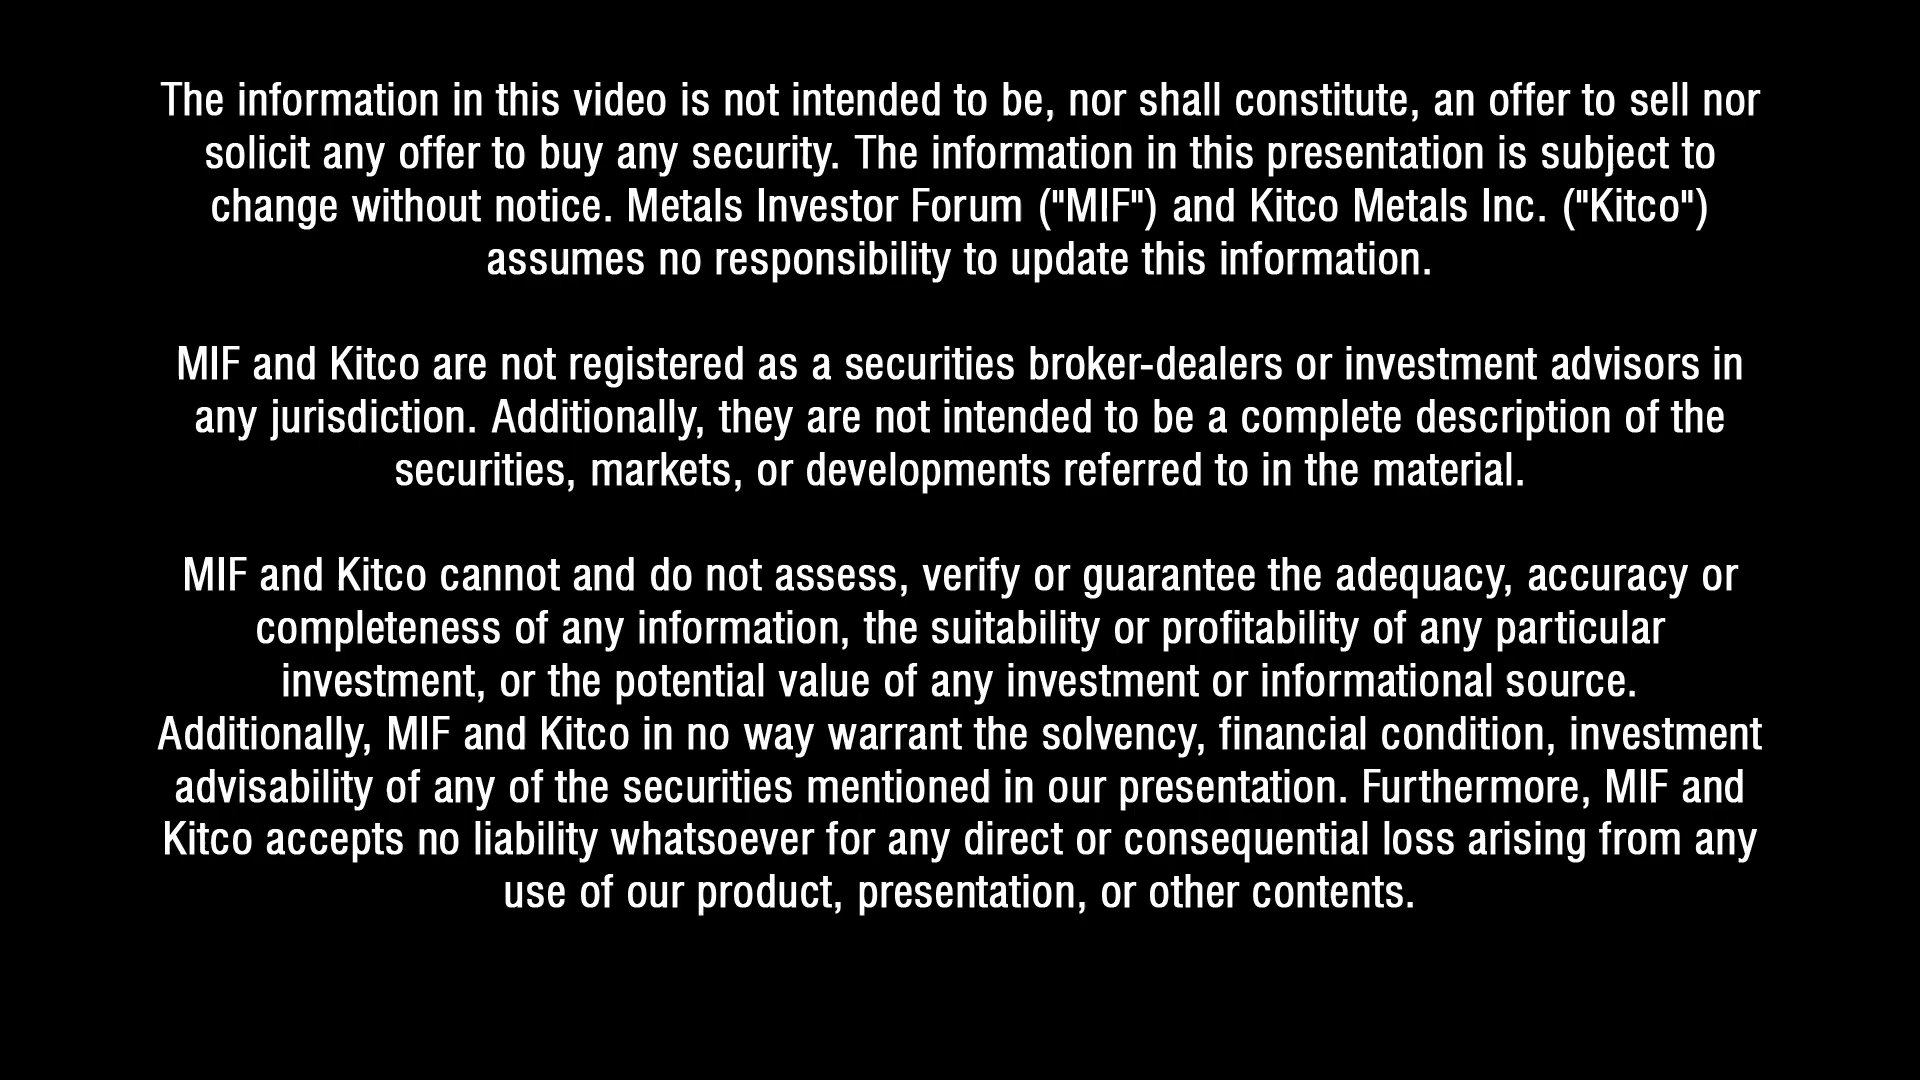 The information in this video is not intended to be, nor shall constitute, an offer to sell nor
solicit any offer to buy any security. The information in this presentation is subject to
change without notice. Metals Investor Forum ("MIF") and Kitco Metals Inc. ("Kitco")
assumes no responsibility to update this information.
MIF and Kitco are not registered as a securities broker-dealers or investment advisors in
any jurisdiction. Additionally, they are not intended to be a complete description of the
securities, markets, or developments referred to in the material.
MIF and Kitco cannot and do not assess, verify or guarantee the adequacy, accuracy or
completeness of any information, the suitability or profitability of any particular
investment, or the potential value of any investment or informational source.
Additionally, MIF and Kitco in no way warrant the solvency, financial condition, investment
advisability of any of the securities mentioned in our presentation. Furthermore, MIF and
Kitco accepts no liability whatsoever for any direct or consequential loss arising from any
use of our product, presentation, or other contents.